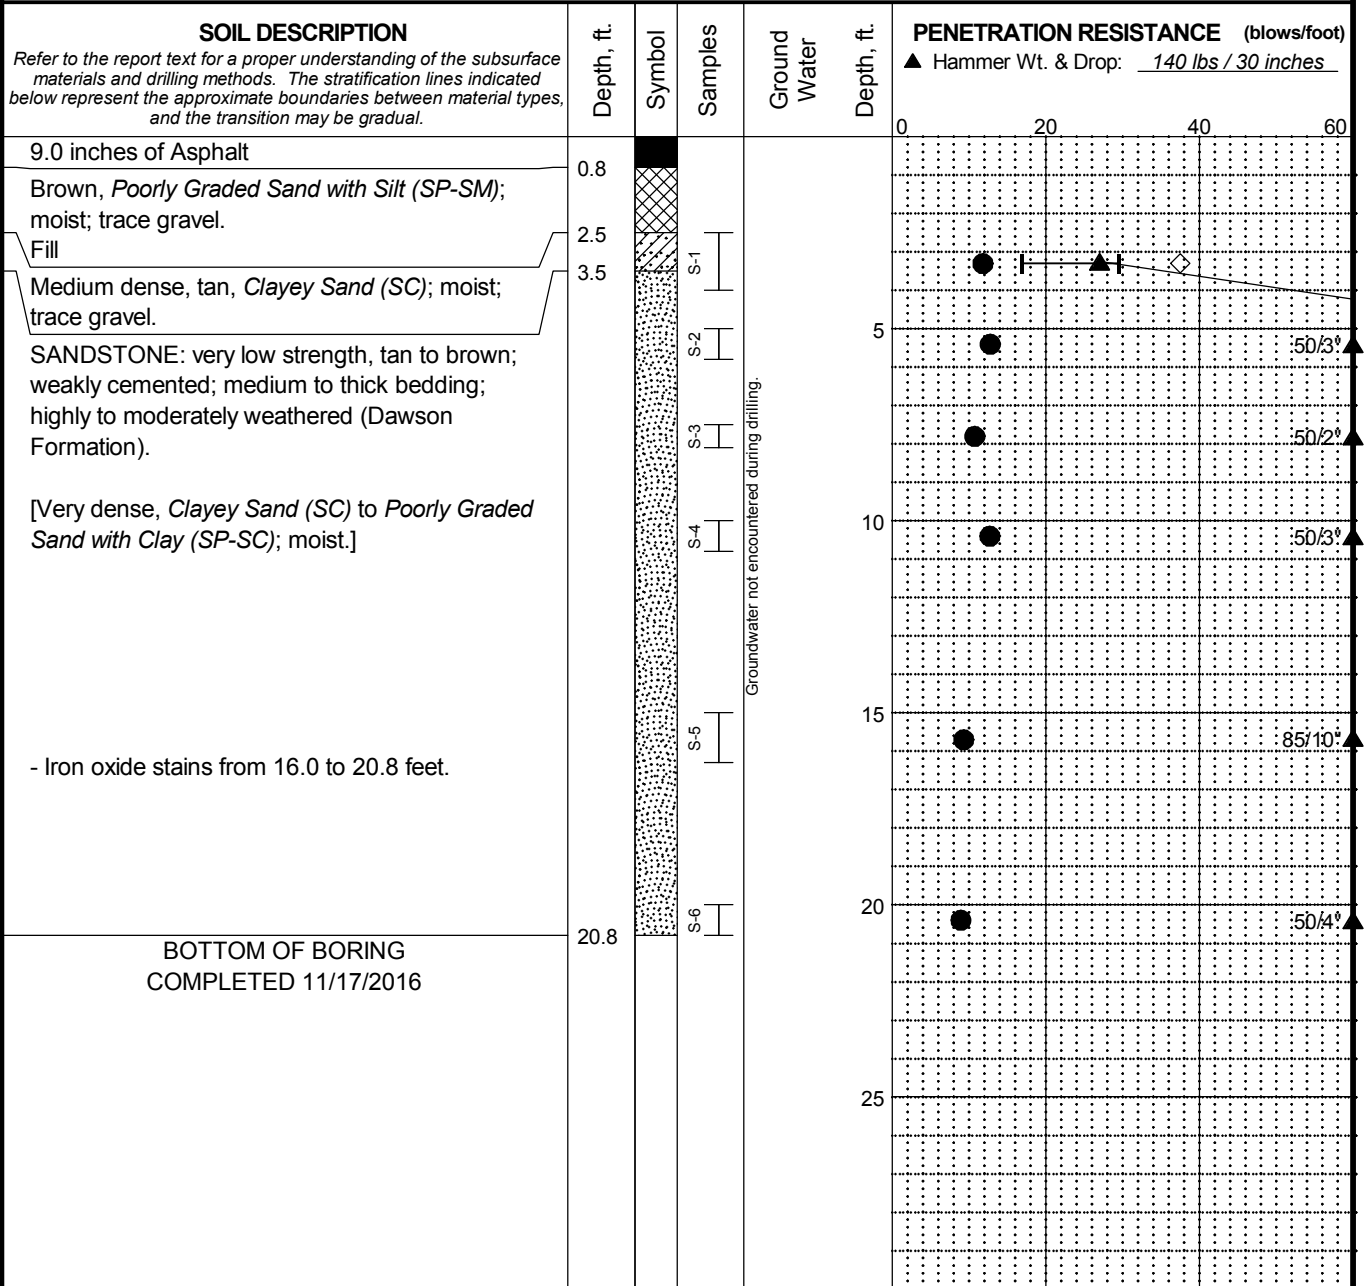 SOIL DESCRIPTION
Refer to the report text for a proper understanding of the subsurface
materials and drilling methods. The stratification lines indicated
below represent the approximate boundaries between material types,
and the transition may be gradual.
Depth, ft.
Symbol
Samples
Ground
Water
Depth, ft.
PENETRATION RESISTANCE (blows/foot)
▲ Hammer Wt. & Drop: 140 lbs / 30 inches
0 20 40 60
9.0 inches of Asphalt
0.8
Brown, Poorly Graded Sand with Silt (SP-SM);
moist; trace gravel.
Fill
2.5
Medium dense, tan, Clayey Sand (SC); moist;
trace gravel.
3.5
SANDSTONE: very low strength, tan to brown;
weakly cemented; medium to thick bedding;
highly to moderately weathered (Dawson
Formation).
[Very dense, Clayey Sand (SC) to Poorly Graded
Sand with Clay (SP-SC); moist.]
- Iron oxide stains from 16.0 to 20.8 feet.
20.8
BOTTOM OF BORING
COMPLETED 11/17/2016
S-1
S-2
S-3
S-4
S-5
S-6
Groundwater not encountered during drilling.
5
10
15
20
25
50/3"
50/2"
50/3"
85/10"
50/4"